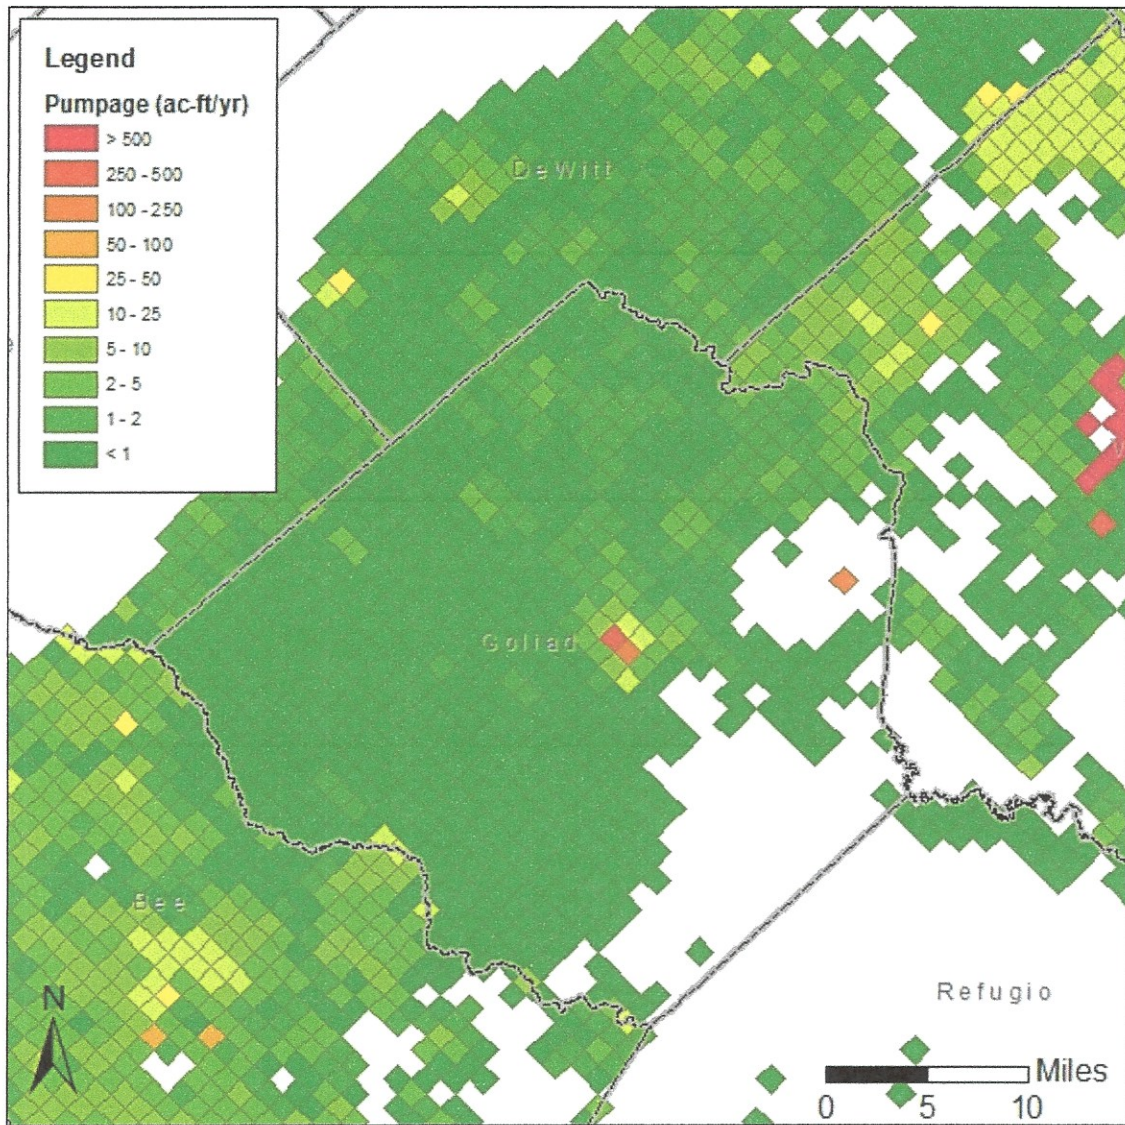 Legend
Pumpage (ac-ft/yr)
> 500
250 - 500
100 - 250
50 - 100
25 - 50
10 - 25
5 - 10
2 - 5
1 - 2
< 1
DeWitt
Goliad
Bee
Refugio
N
Miles
0 5 10